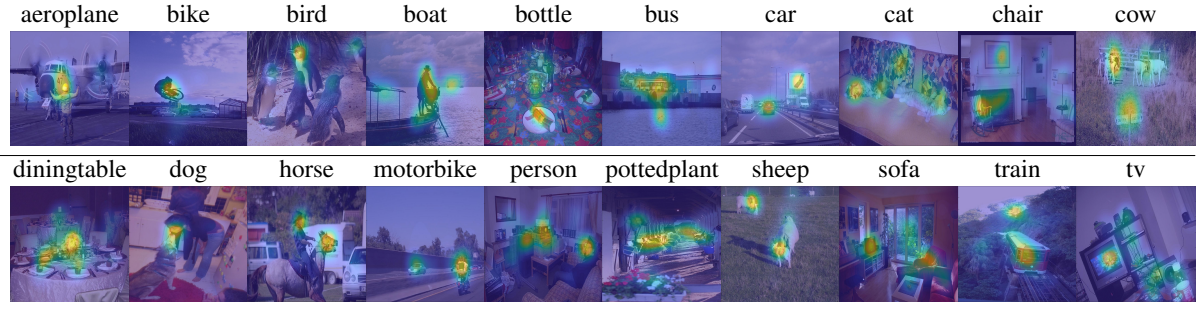 aeroplane bike bird boat bottle bus car cat chair cow
diningtable dog horse motorbike person pottedplant sheep sofa train tv